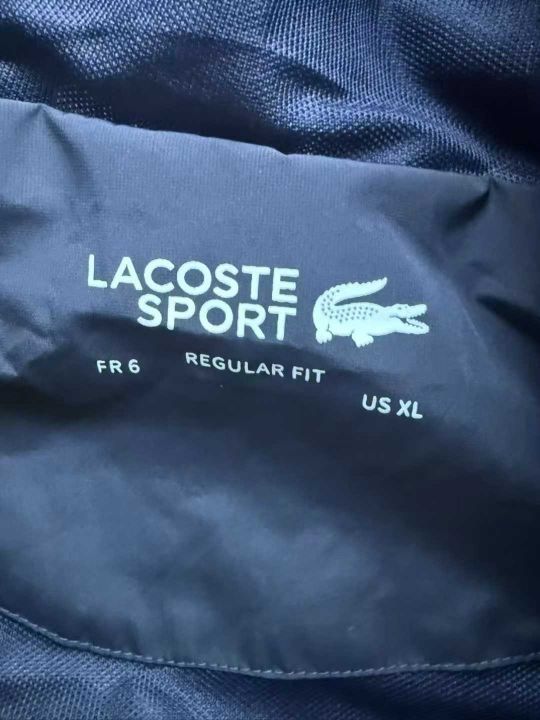 LACOSTE
SPORT
FR 6 REGULAR FIT US XL